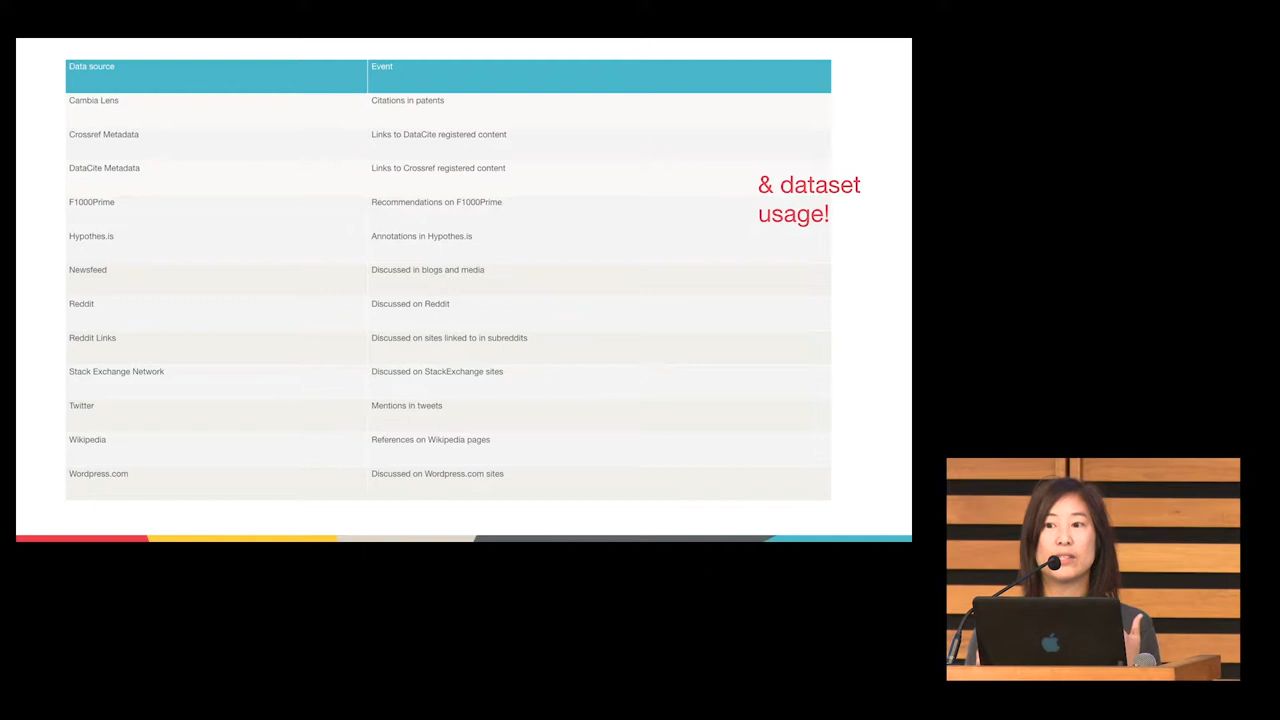 Data source Event
Cambia Lens Citations in patents
Crossref Metadata Links to DataCite registered content
DataCite Metadata Links to Crossref registered content
& dataset
usage!
F1000Prime Recommendations on F1000Prime
Hypothes.is Annotations in Hypothes.is
Newsfeed Discussed in blogs and media
Reddit Discussed on Reddit
Reddit Links Discussed on sites linked to in subreddits
Stack Exchange Network Discussed on StackExchange sites
Twitter Mentions in tweets
Wikipedia References on Wikipedia pages
Wordpress.com Discussed on Wordpress.com sites